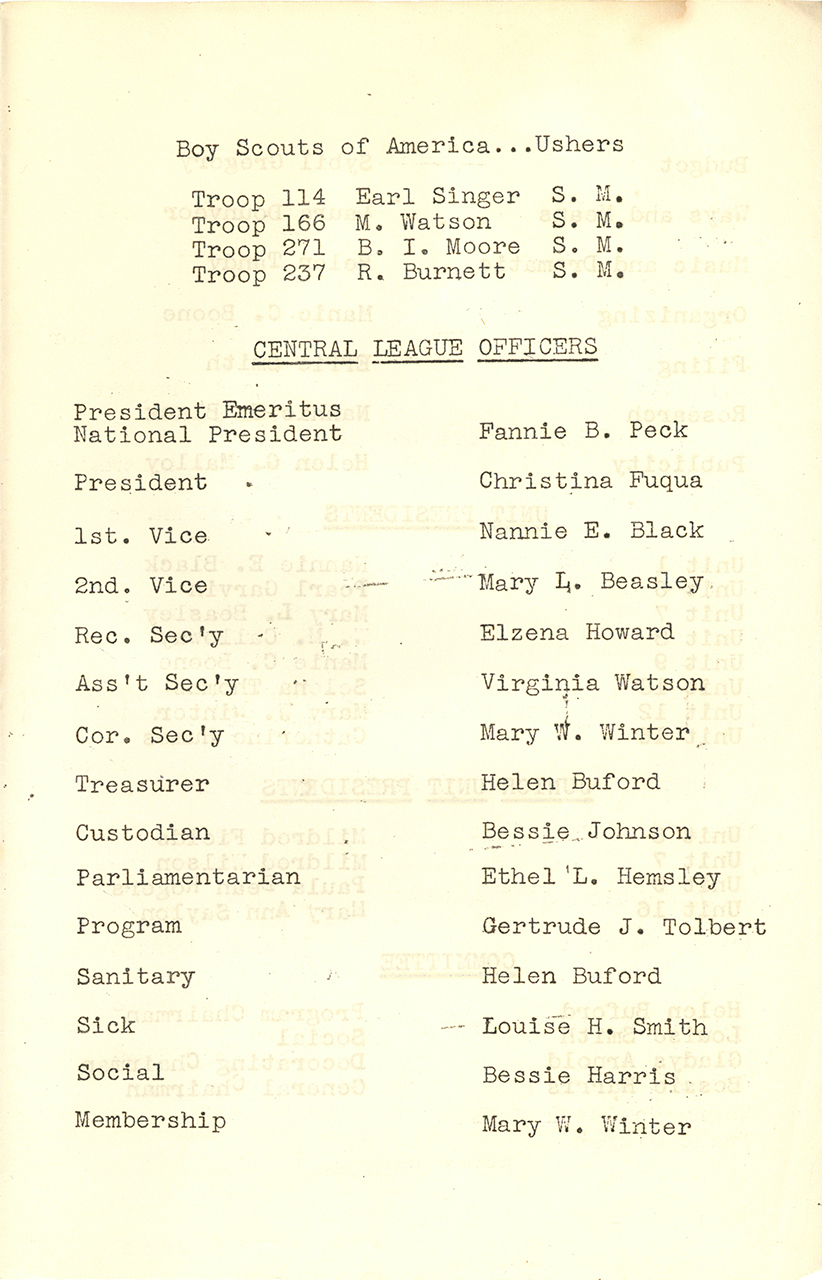 Boy Scouts of America...Ushers
Troop 114 Earl Singer S. M.
Troop 166 M. Watson S. M.
Troop 271 B. I. Moore S. M.
Troop 237 R. Burnett S. M.
CENTRAL LEAGUE OFFICERS
President Emeritus
National President Fannie B. Peck
President Christina Fuqua
1st. Vice Nannie E. Black
2nd. Vice Mary L. Beasley
Rec. Sec'y Elzena Howard
Ass't Sec'y Virginia Watson
Cor. Sec'y Mary W. Winter
Treasurer Helen Buford
Custodian Bessie Johnson
Parliamentarian Ethel L. Hemsley
Program Gertrude J. Tolbert
Sanitary Helen Buford
Sick Louise H. Smith
Social Bessie Harris
Membership Mary W. Winter